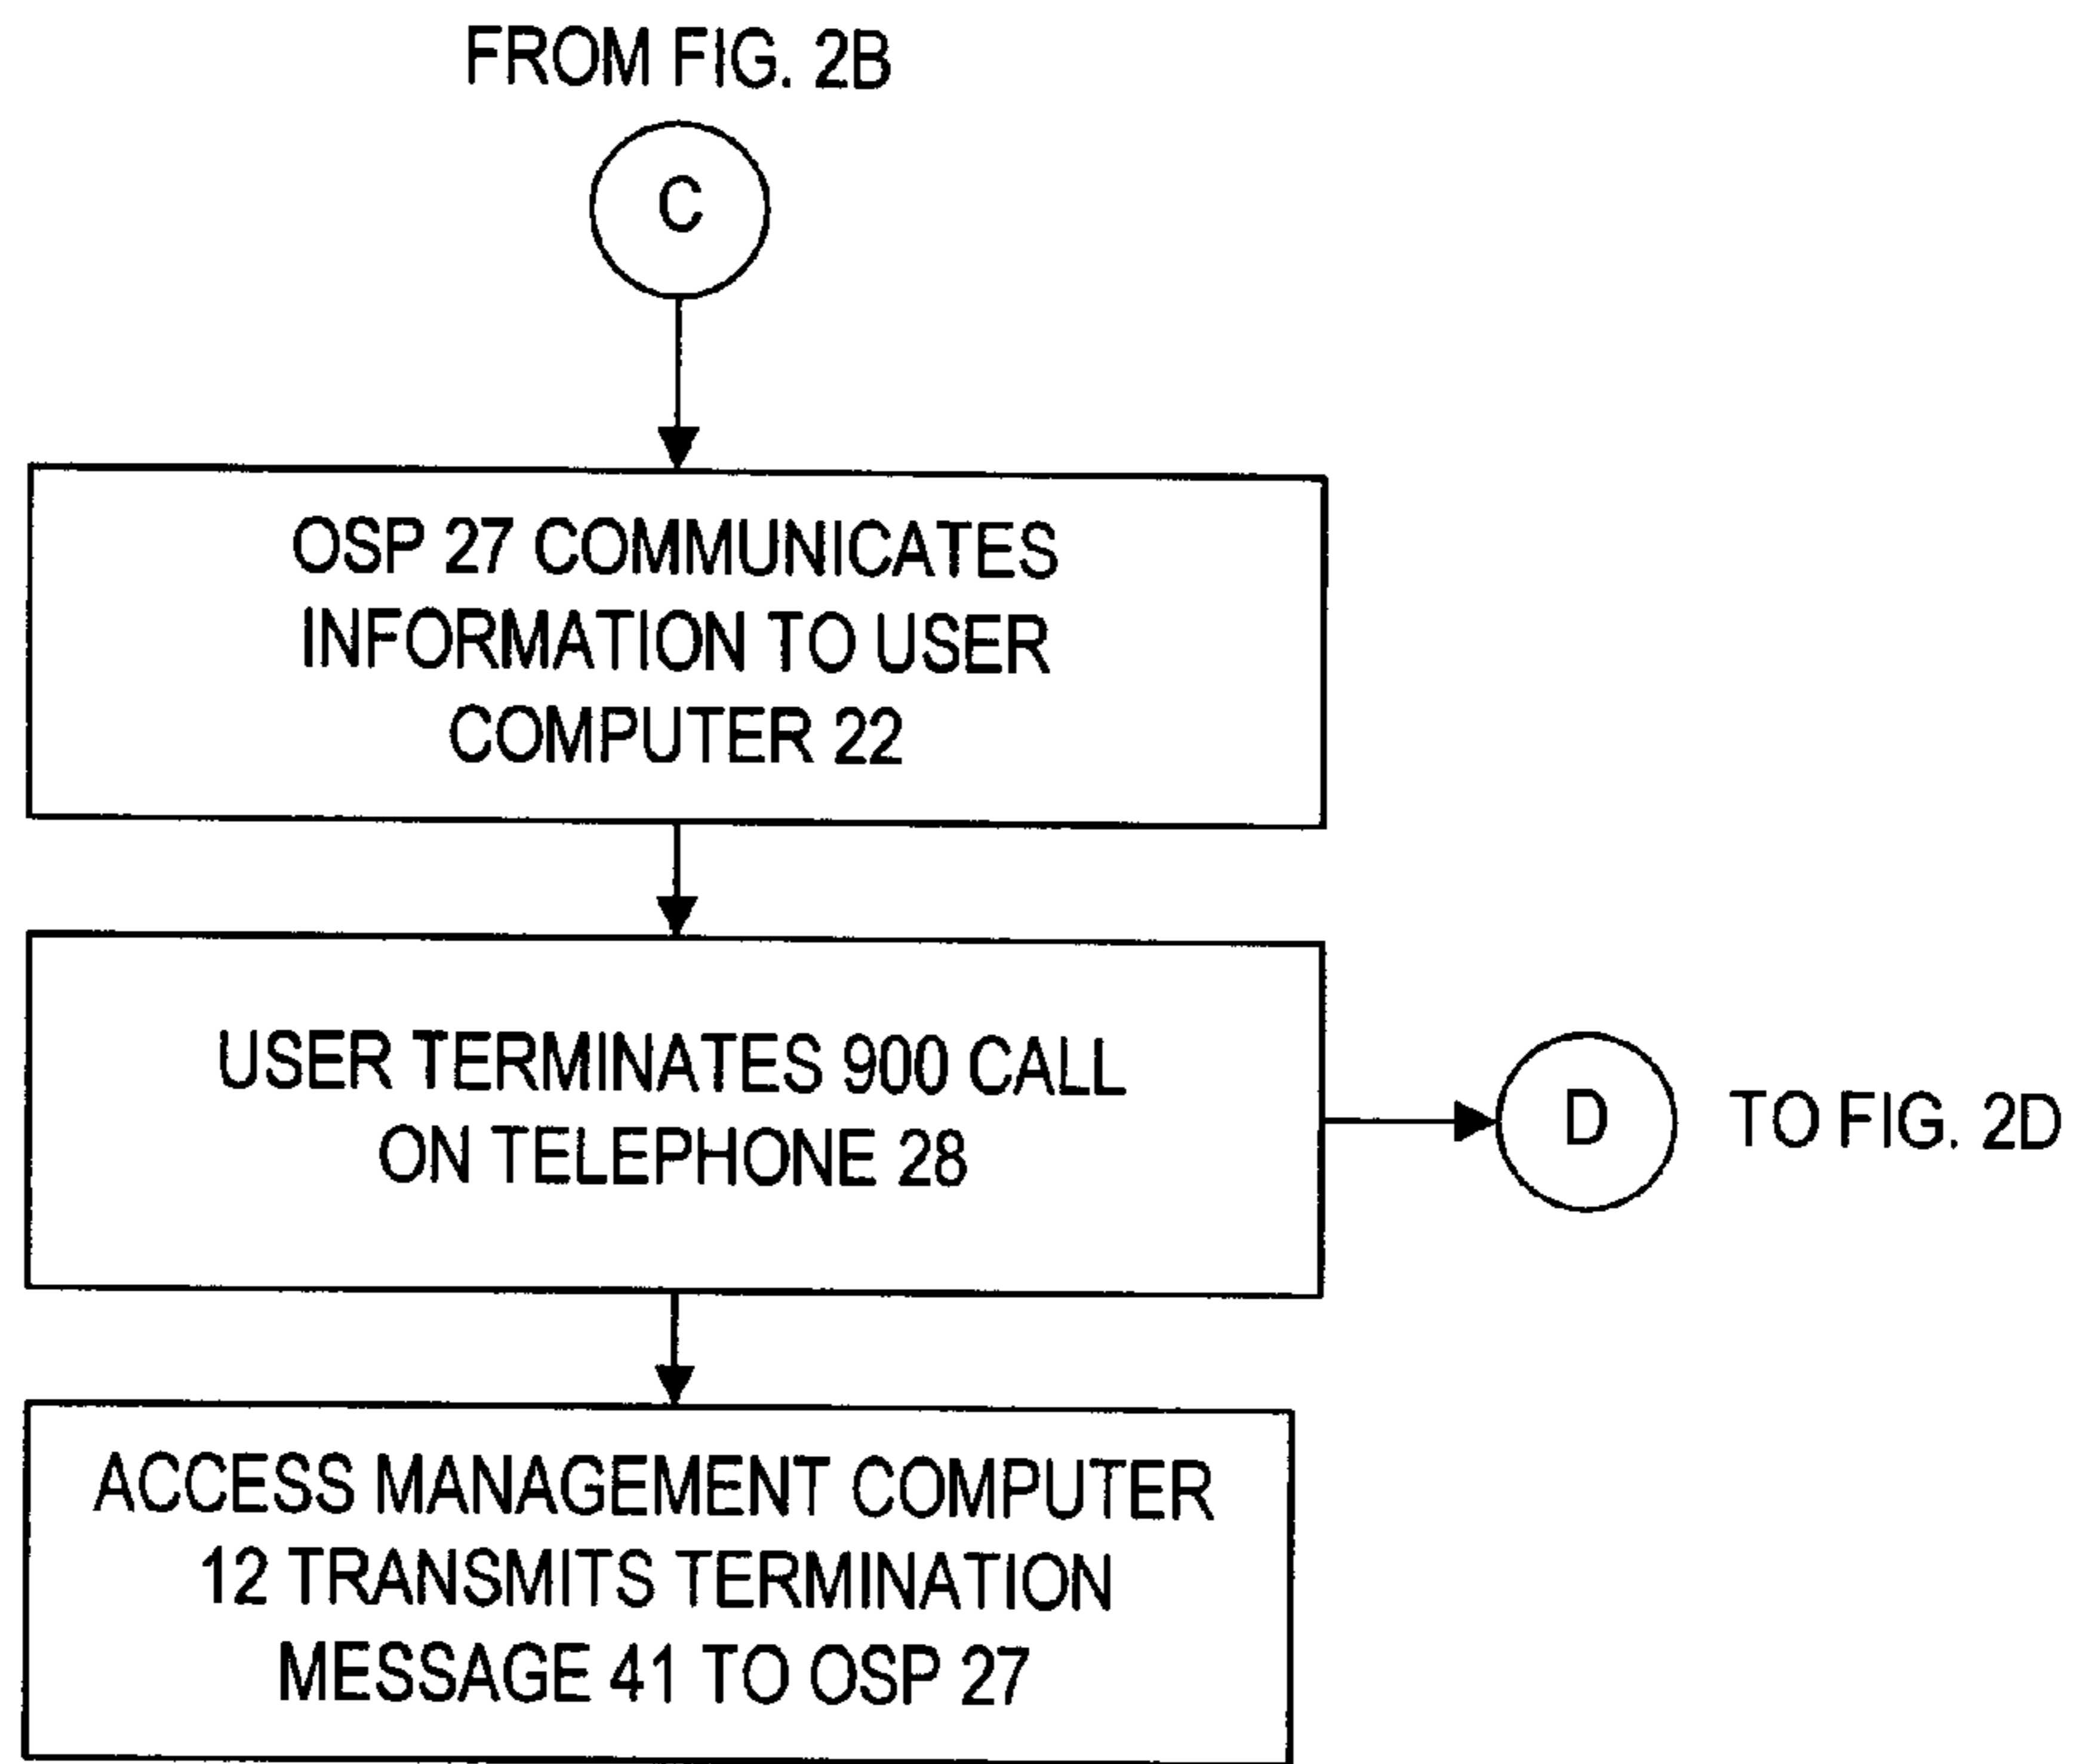 FROM FIG. 2B
C
OSP 27 COMMUNICATES
INFORMATION TO USER
COMPUTER 22
USER TERMINATES 900 CALL
ON TELEPHONE 28
D
TO FIG. 2D
ACCESS MANAGEMENT COMPUTER
12 TRANSMITS TERMINATION
MESSAGE 41 TO OSP 27